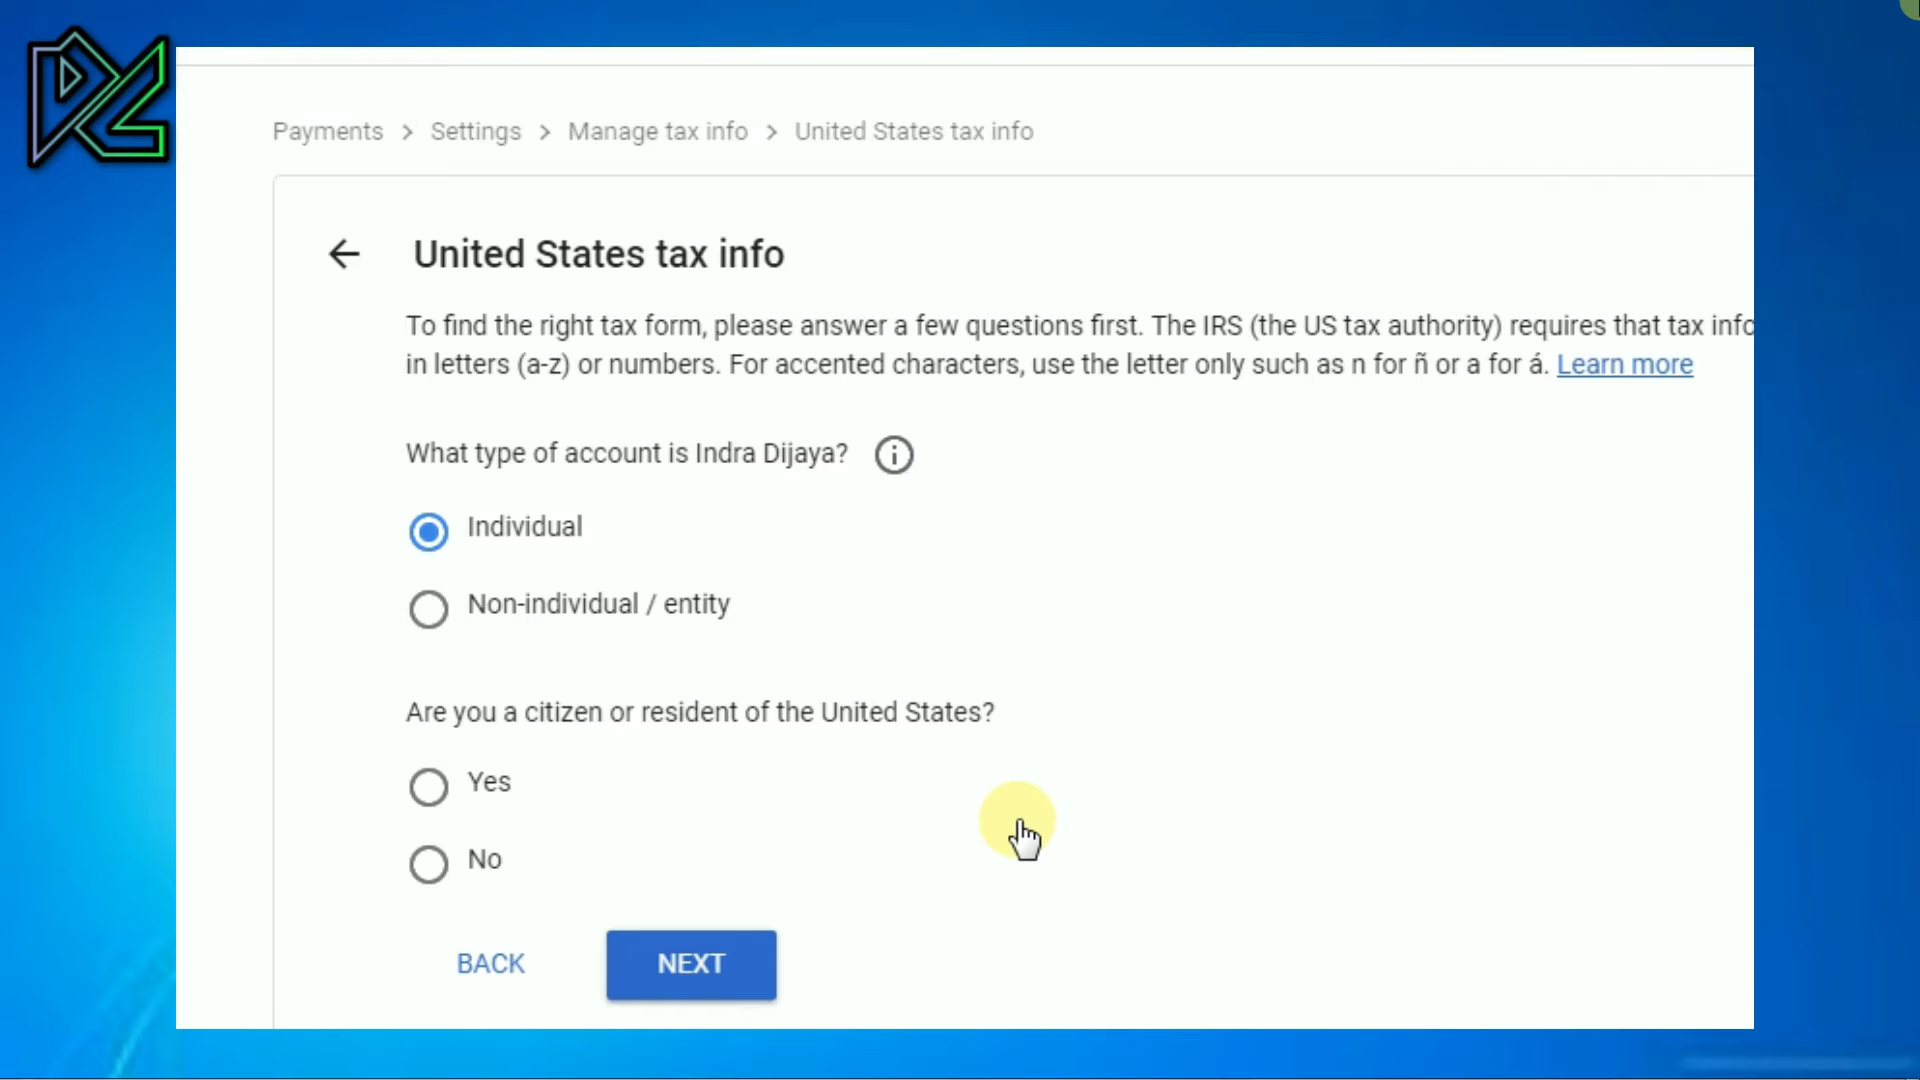 Payments > Settings > Manage tax info > United States tax info
United States tax info
To find the right tax form, please answer a few questions first. The IRS (the US tax authority) requires that tax info
in letters (a-z) or numbers. For accented characters, use the letter only such as n for ñ or a for á. Learn more
What type of account is Indra Dijaya?
Individual
Non-individual / entity
Are you a citizen or resident of the United States?
Yes
No
BACK NEXT